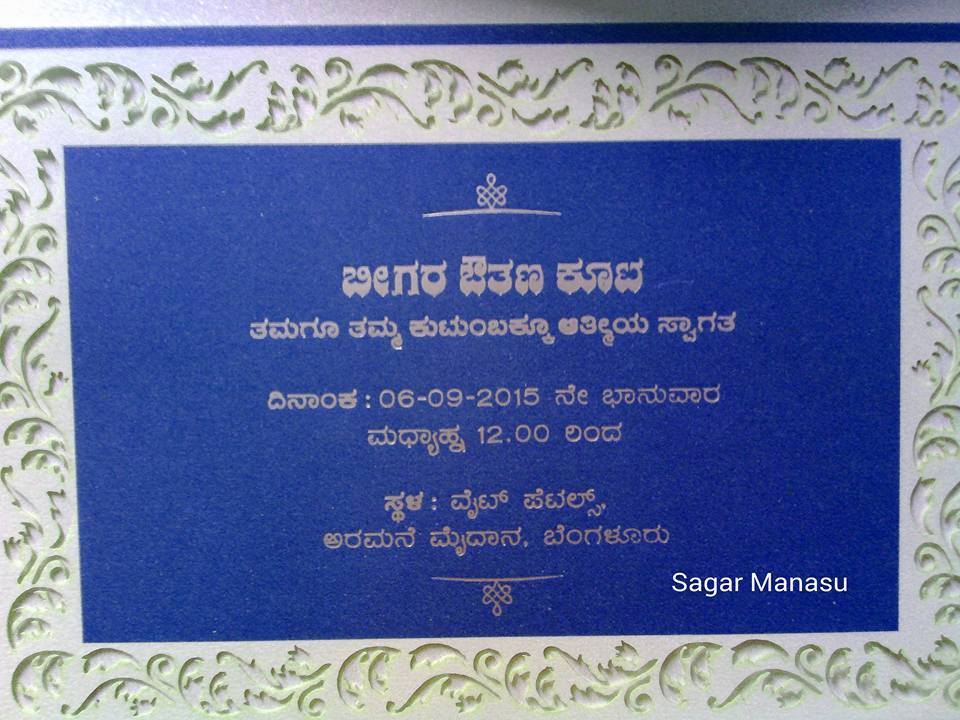 ಬೀಗರ ಔತಣ ಕೂಟ
ತಮಗೂ ತಮ್ಮ ಕುಟುಂಬಕ್ಕೂ ಆತ್ಮೀಯ ಸ್ವಾಗತ
ದಿನಾಂಕ : 06-09-2015 ನೇ ಭಾನುವಾರ
ಮಧ್ಯಾಹ್ನ 12.00 ರಿಂದ
ಸ್ಥಳ : ವೈಟ್ ಪೆಟಲ್ಸ್,
ಅರಮನೆ ಮೈದಾನ, ಬೆಂಗಳೂರು
Sagar Manasu